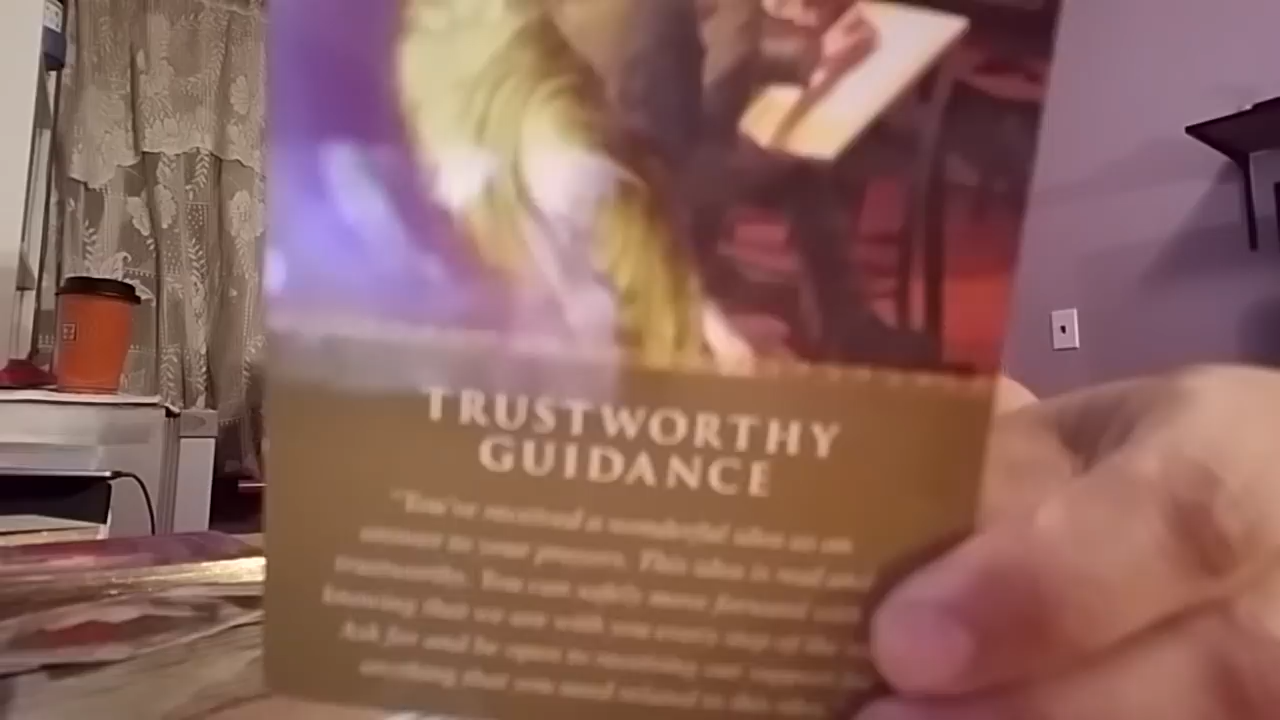 TRUSTWORTHY
GUIDANCE
"You've received a wonderful idea as an
answer to your prayers. This idea is real and
trustworthy. You can safely move forward
knowing that we are with you every step of the
Ask for and be open to receiving our
anything that you need related to this idea